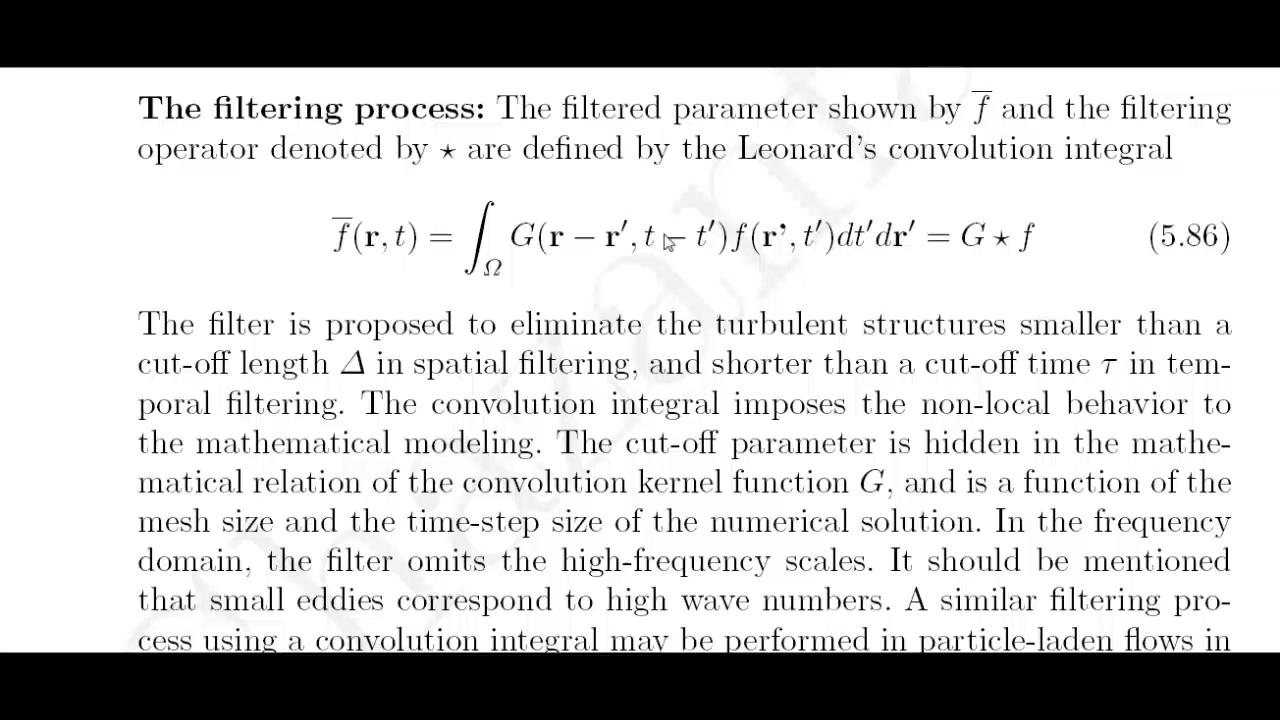 The filtering process: The filtered parameter shown by f̅ and the filtering
operator denoted by ⋆ are defined by the Leonard's convolution integral
f̅(r, t) = ∫_Ω G(r − r′, t − t′)f(r’, t′)dt′dr′ = G ⋆ f (5.86)
The filter is proposed to eliminate the turbulent structures smaller than a
cut-off length Δ in spatial filtering, and shorter than a cut-off time τ in tem-
poral filtering. The convolution integral imposes the non-local behavior to
the mathematical modeling. The cut-off parameter is hidden in the mathe-
matical relation of the convolution kernel function G, and is a function of the
mesh size and the time-step size of the numerical solution. In the frequency
domain, the filter omits the high-frequency scales. It should be mentioned
that small eddies correspond to high wave numbers. A similar filtering pro-
cess using a convolution integral may be performed in particle-laden flows in